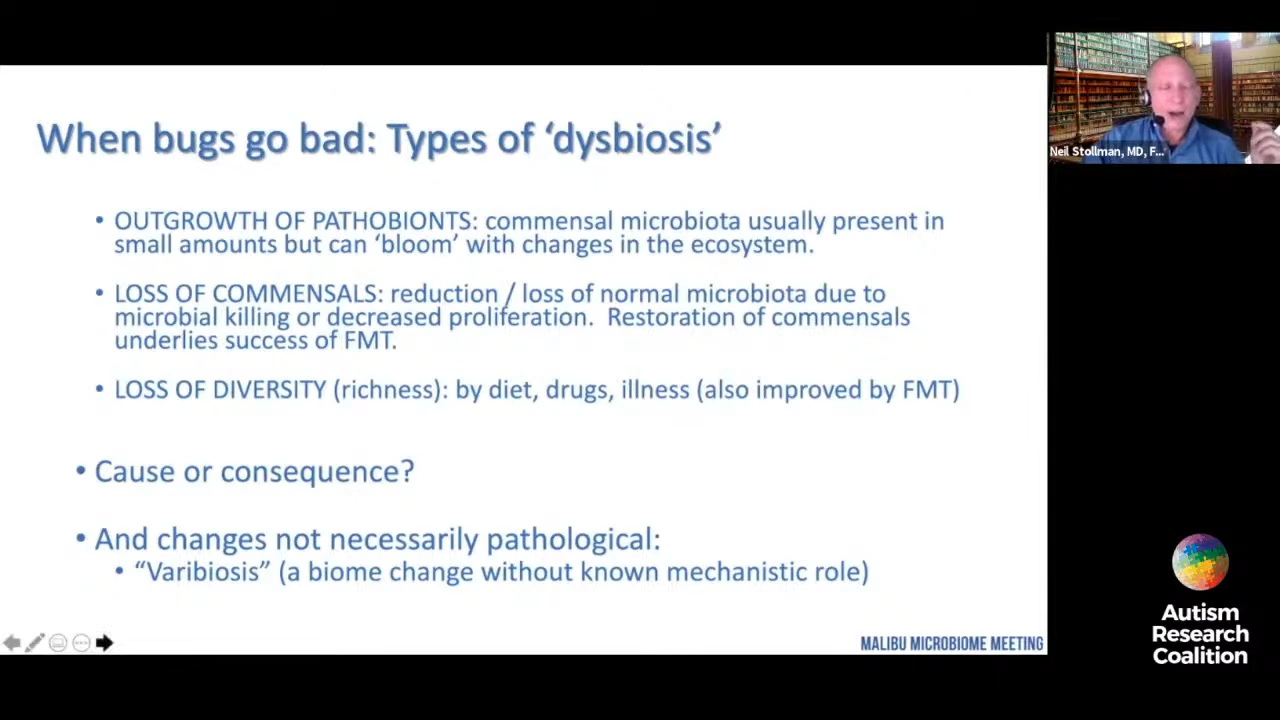 When bugs go bad: Types of ‘dysbiosis’
• OUTGROWTH OF PATHOBIONTS: commensal microbiota usually present in
small amounts but can ‘bloom’ with changes in the ecosystem.
• LOSS OF COMMENSALS: reduction / loss of normal microbiota due to
microbial killing or decreased proliferation.  Restoration of commensals
underlies success of FMT.
• LOSS OF DIVERSITY (richness): by diet, drugs, illness (also improved by FMT)
• Cause or consequence?
• And changes not necessarily pathological:
• “Varibiosis” (a biome change without known mechanistic role)
MALIBU MICROBIOME MEETING
Neil Stollman, MD, F...
Autism
Research
Coalition